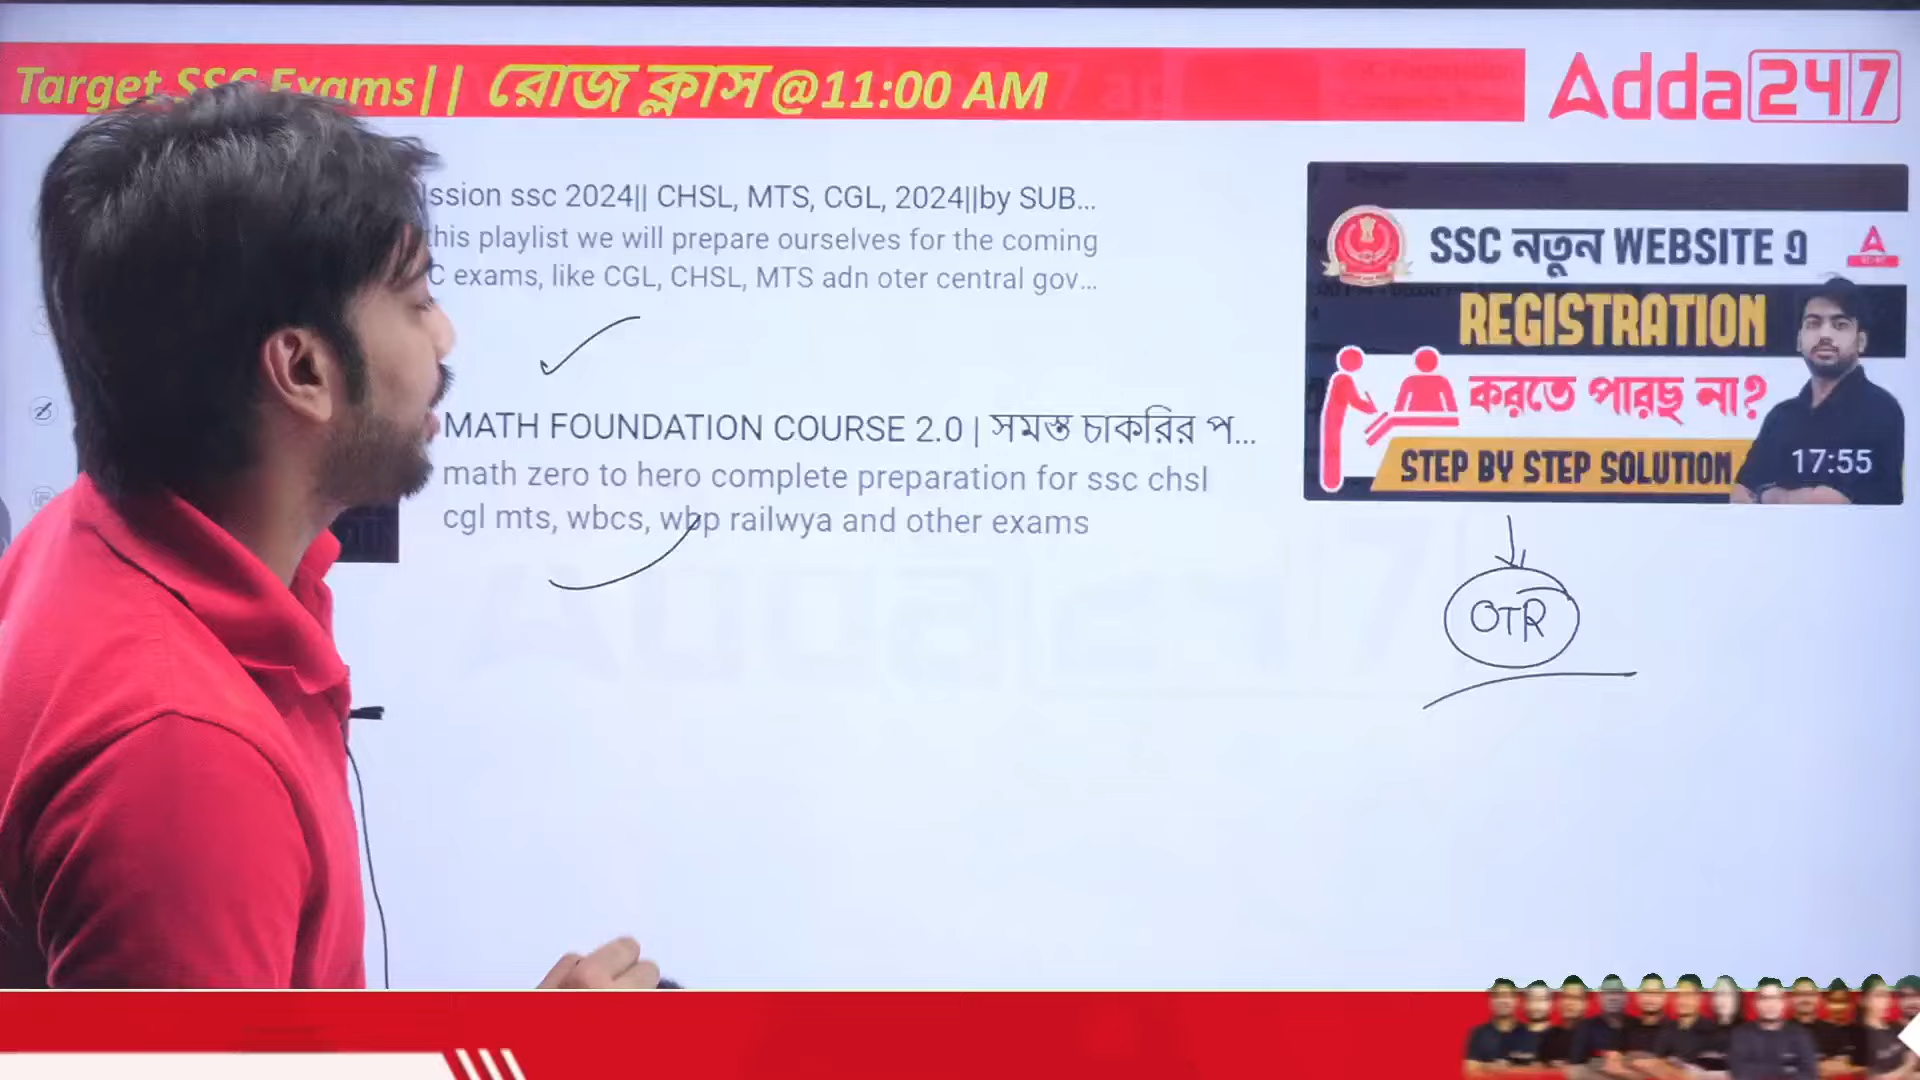 Target SSC Exams|| রোজ ক্লাস @11:00 AM
Adda247
ssion ssc 2024|| CHSL, MTS, CGL, 2024||by SUB...
this playlist we will prepare ourselves for the coming
C exams, like CGL, CHSL, MTS adn oter central gov...
MATH FOUNDATION COURSE 2.0 | সমস্ত চাকরির প...
math zero to hero complete preparation for ssc chsl
cgl mts, wbcs, wbp railwya and other exams
SSC নতুন WEBSITE এ
REGISTRATION
করতে পারছ না?
STEP BY STEP SOLUTION
17:55
OTR